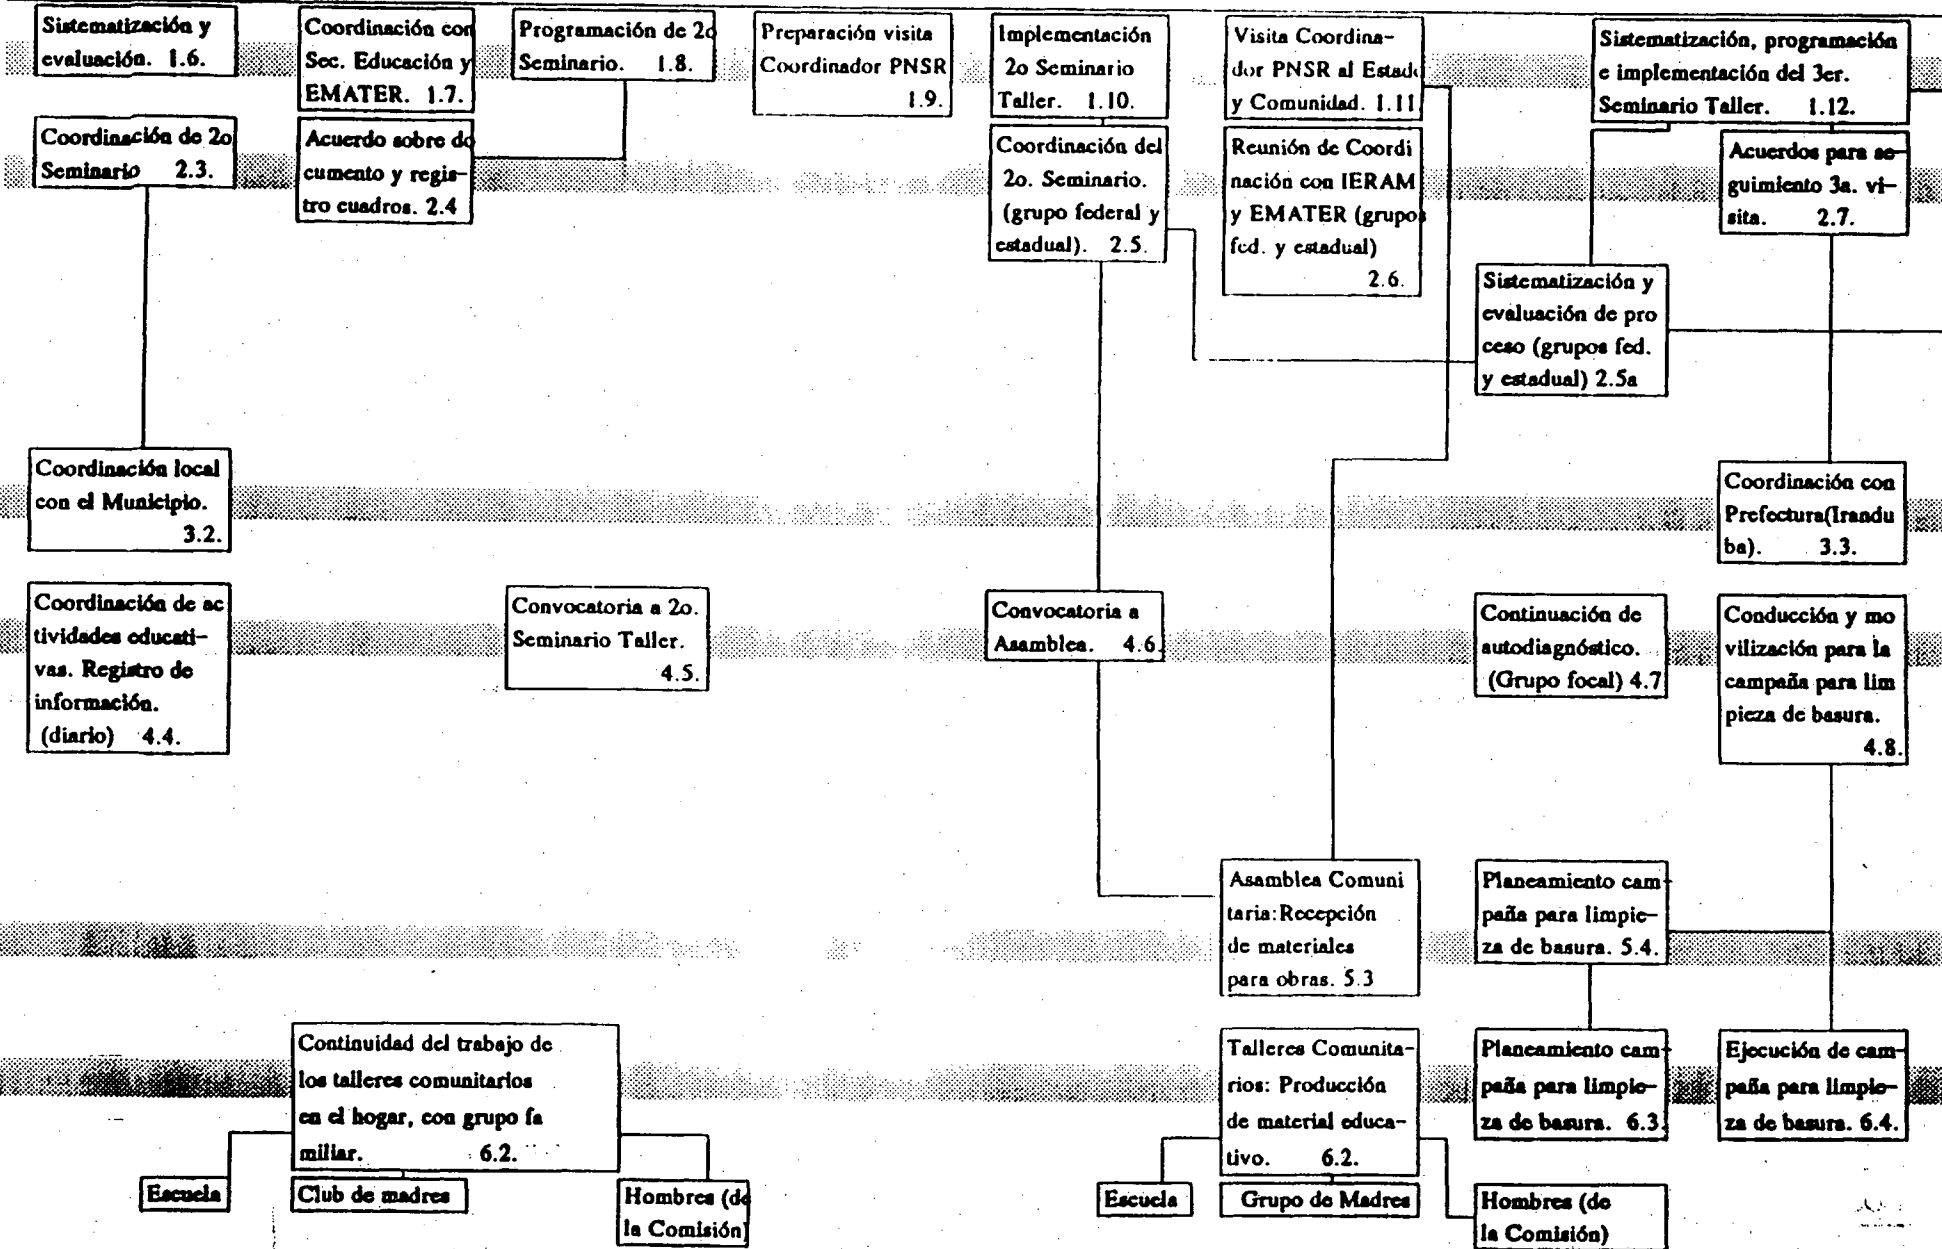 Sistematización y
evaluación. 1.6.
Coordinación con
Sec. Educación y
EMATER. 1.7.
Programación de 2o
Seminario. 1.8.
Preparación visita
Coordinador PNSR
1.9.
Implementación
2o Seminario
Taller. 1.10.
Visita Coordina-
dor PNSR al Estado
y Comunidad. 1.11
Sistematización, programación
e implementación del 3er.
Seminario Taller. 1.12.
Coordinación de 2o
Seminario 2.3.
Acuerdo sobre do
cumento y regis-
tro cuadros. 2.4
Coordinación del
2o. Seminario.
(grupo federal y
estadual). 2.5.
Reunión de Coordi
nación con IERAM
y EMATER (grupos
fed. y estadual)
2.6.
Acuerdos para se-
guimiento 3a. vi-
sita. 2.7.
Sistematización y
evaluación de pro
ceso (grupos fed.
y estadual) 2.5a
Coordinación local
con el Municipio.
3.2.
Coordinación con
Prefectura(Irandu
ba). 3.3.
Coordinación de ac
tividades educati-
vas. Registro de
información.
(diario) 4.4.
Convocatoria a 2o.
Seminario Taller.
4.5.
Convocatoria a
Asamblea. 4.6.
Continuación de
autodiagnóstico.
(Grupo focal) 4.7
Conducción y mo
vilización para la
campaña para lim
pieza de basura.
4.8.
Asamblea Comuni
taria:Recepción
de materiales
para obras. 5.3
Planeamiento cam-
paña para limpie-
za de basura. 5.4.
Continuidad del trabajo de
los talleres comunitarios
en el hogar, con grupo fa
miliar. 6.2.
Escuela
Club de madres
Hombres (de
la Comisión)
Talleres Comunita-
rios: Producción
de material educa-
tivo. 6.2.
Escuela
Grupo de Madres
Hombres (de
la Comisión)
Planeamiento cam-
paña para limpie-
za de basura. 6.3.
Ejecución de cam-
paña para limpie-
za de basura. 6.4.